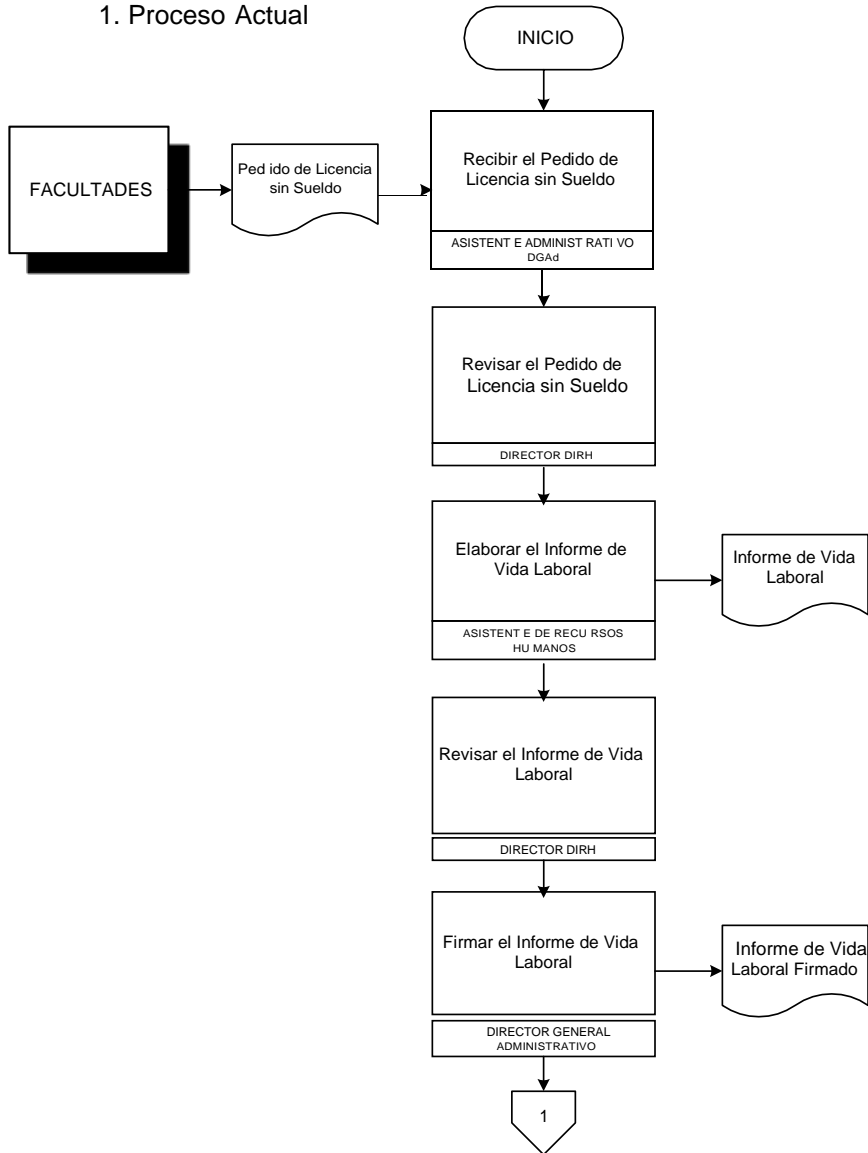 1. Proceso Actual
INICIO
FACULTADES
Ped ido de Licencia
sin Sueldo
Recibir el Pedido de
Licencia sin Sueldo
ASISTENT E ADMINIST RATI VO
DGAd
Revisar el Pedido de
Licencia sin Sueldo
DIRECTOR DIRH
Elaborar el Informe de
Vida Laboral
ASISTENT E DE RECU RSOS
HU MANOS
Informe de Vida
Laboral
Revisar el Informe de Vida
Laboral
DIRECTOR DIRH
Firmar el Informe de Vida
Laboral
DIRECTOR GENERAL
ADMINISTRATIVO
Informe de Vida
Laboral Firmado
1